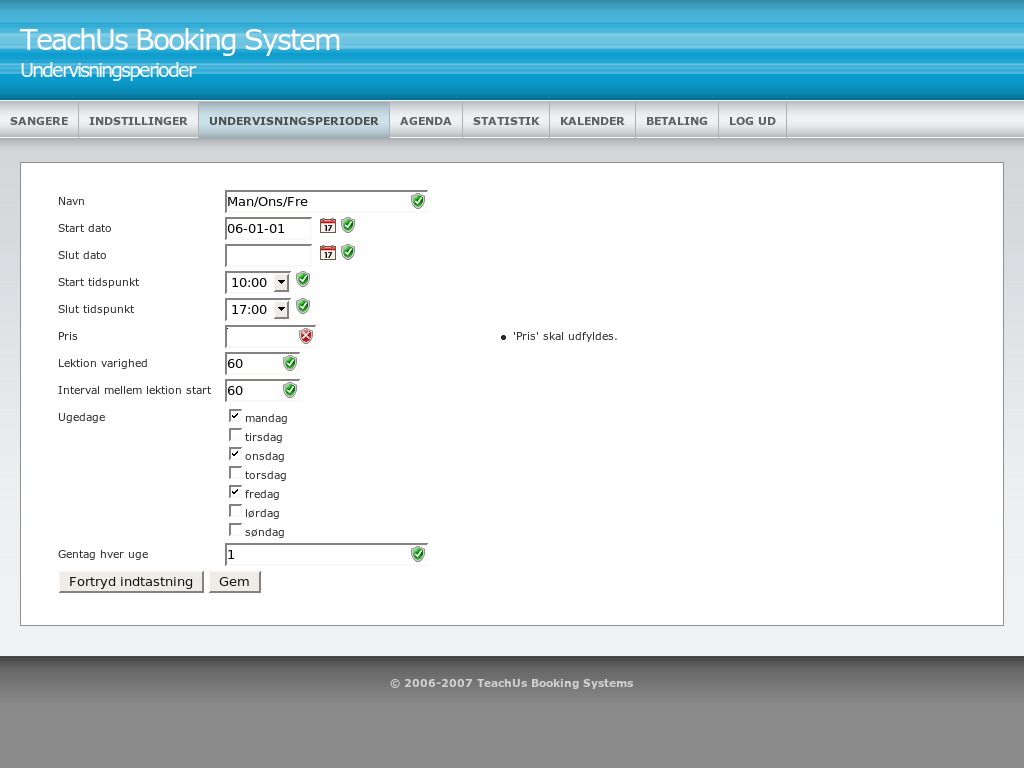 TeachUs Booking System
Undervisningsperioder
SANGERE INDSTILLINGER UNDERVISNINGSPERIODER AGENDA STATISTIK KALENDER BETALING LOG UD
Navn Man/Ons/Fre
Start dato 06-01-01 17
Slut dato 17
Start tidspunkt 10:00
Slut tidspunkt 17:00
Pris • 'Pris' skal udfyldes.
Lektion varighed 60
Interval mellem lektion start 60
Ugedage mandag
tirsdag
onsdag
torsdag
fredag
lørdag
søndag
Gentag hver uge 1
Fortryd indtastning Gem
© 2006-2007 TeachUs Booking Systems